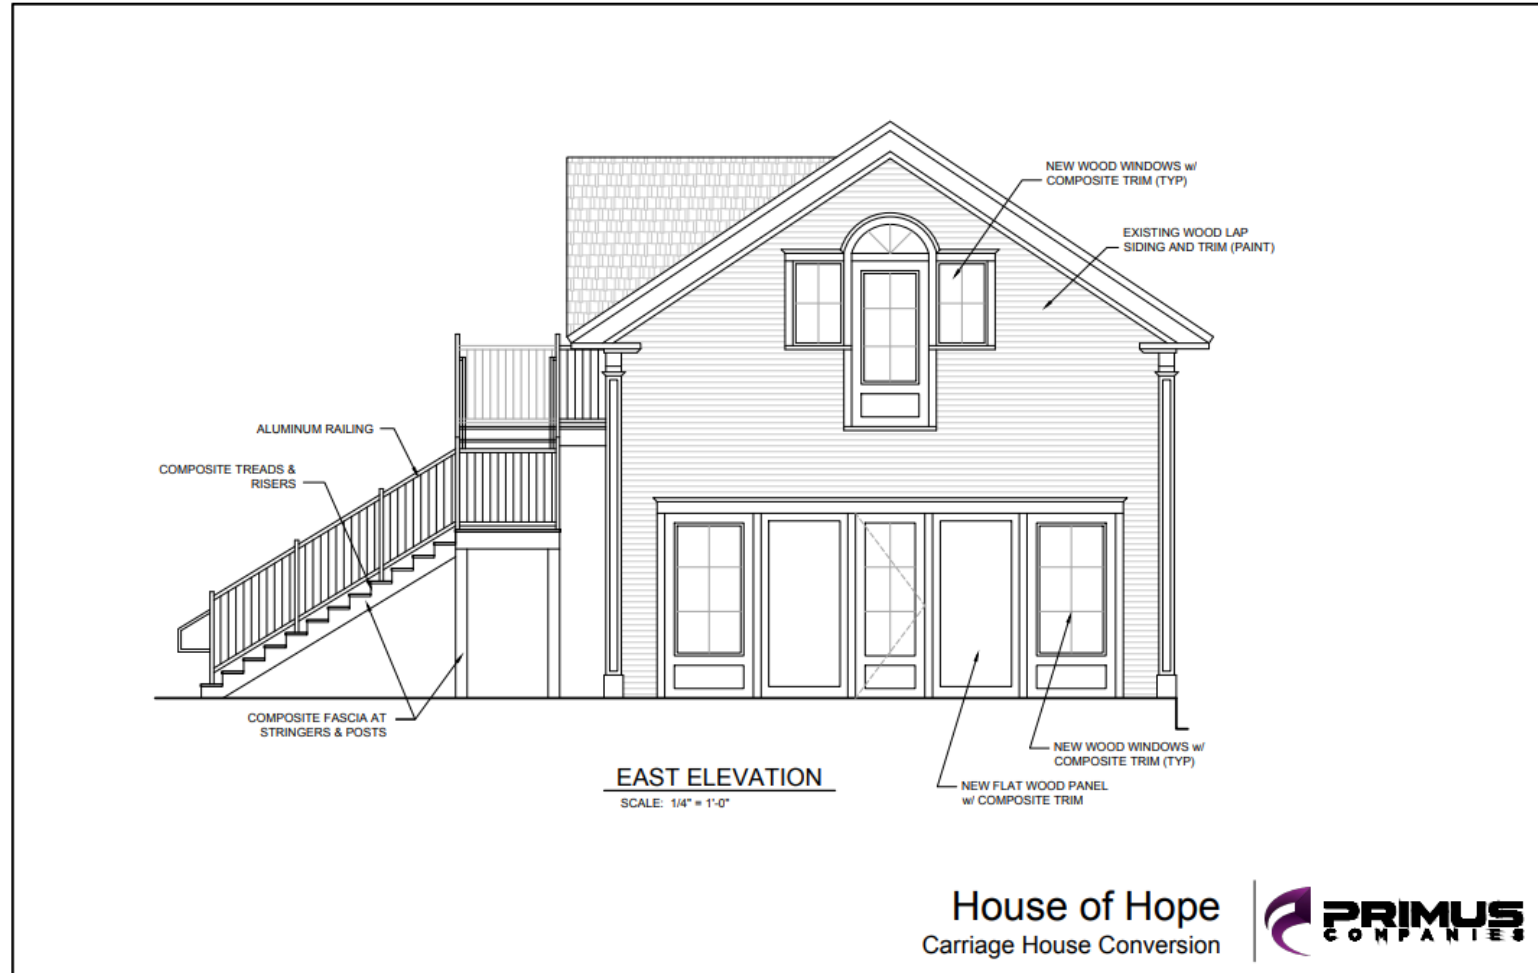 NEW WOOD WINDOWS w/
COMPOSITE TRIM (TYP)
EXISTING WOOD LAP
SIDING AND TRIM (PAINT)
ALUMINUM RAILING
COMPOSITE TREADS &
RISERS
COMPOSITE FASCIA AT
STRINGERS & POSTS
NEW WOOD WINDOWS w/
COMPOSITE TRIM (TYP)
NEW FLAT WOOD PANEL
w/ COMPOSITE TRIM
EAST ELEVATION
SCALE: 1/4" = 1'-0"
House of Hope
Carriage House Conversion
PRIMUS
COMPANIES